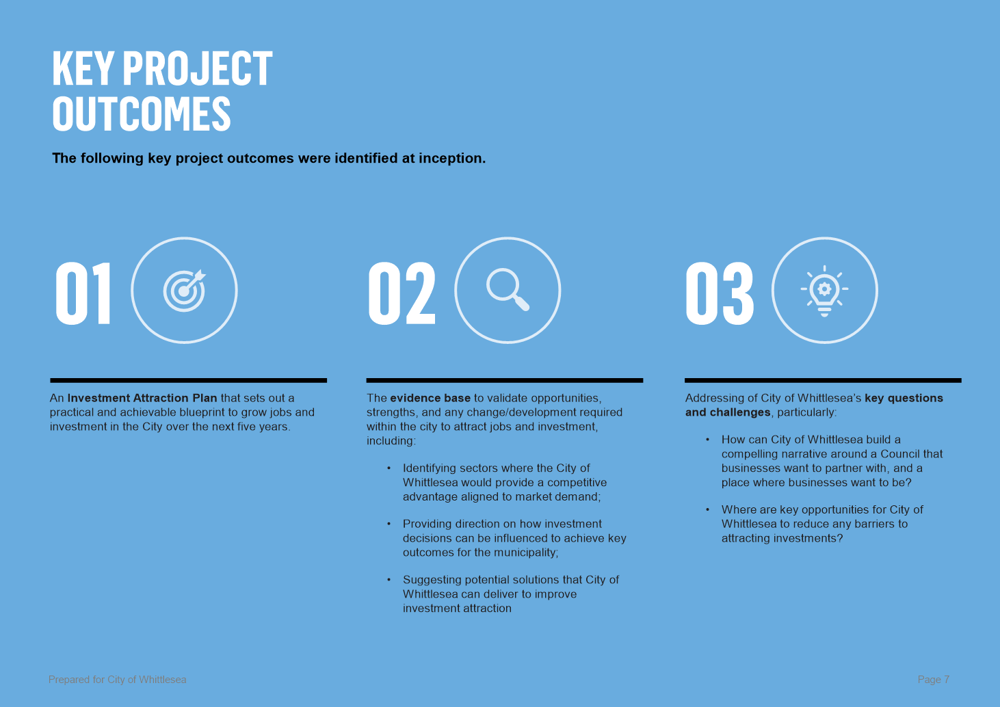 KEY PROJECT
OUTCOMES
The following key project outcomes were identified at inception.
01
An Investment Attraction Plan that sets out a
practical and achievable blueprint to grow jobs and
investment in the City over the next five years.
02
The evidence base to validate opportunities,
strengths, and any change/development required
within the city to attract jobs and investment,
including:
• Identifying sectors where the City of
Whittlesea would provide a competitive
advantage aligned to market demand;
• Providing direction on how investment
decisions can be influenced to achieve key
outcomes for the municipality;
• Suggesting potential solutions that City of
Whittlesea can deliver to improve
investment attraction
03
Addressing of City of Whittlesea’s key questions
and challenges, particularly:
• How can City of Whittlesea build a
compelling narrative around a Council that
businesses want to partner with, and a
place where businesses want to be?
• Where are key opportunities for City of
Whittlesea to reduce any barriers to
attracting investments?
Prepared for City of Whittlesea
Page 7